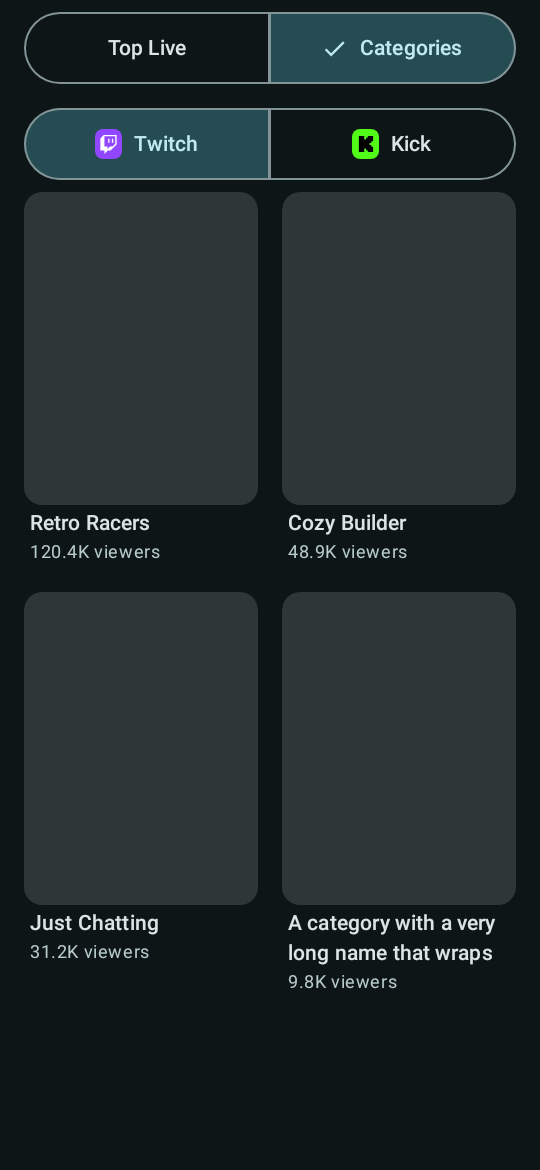 Top Live
Categories
Twitch
Kick
Retro Racers
120.4K viewers
Cozy Builder
48.9K viewers
Just Chatting
31.2K viewers
A category with a very
long name that wraps
9.8K viewers